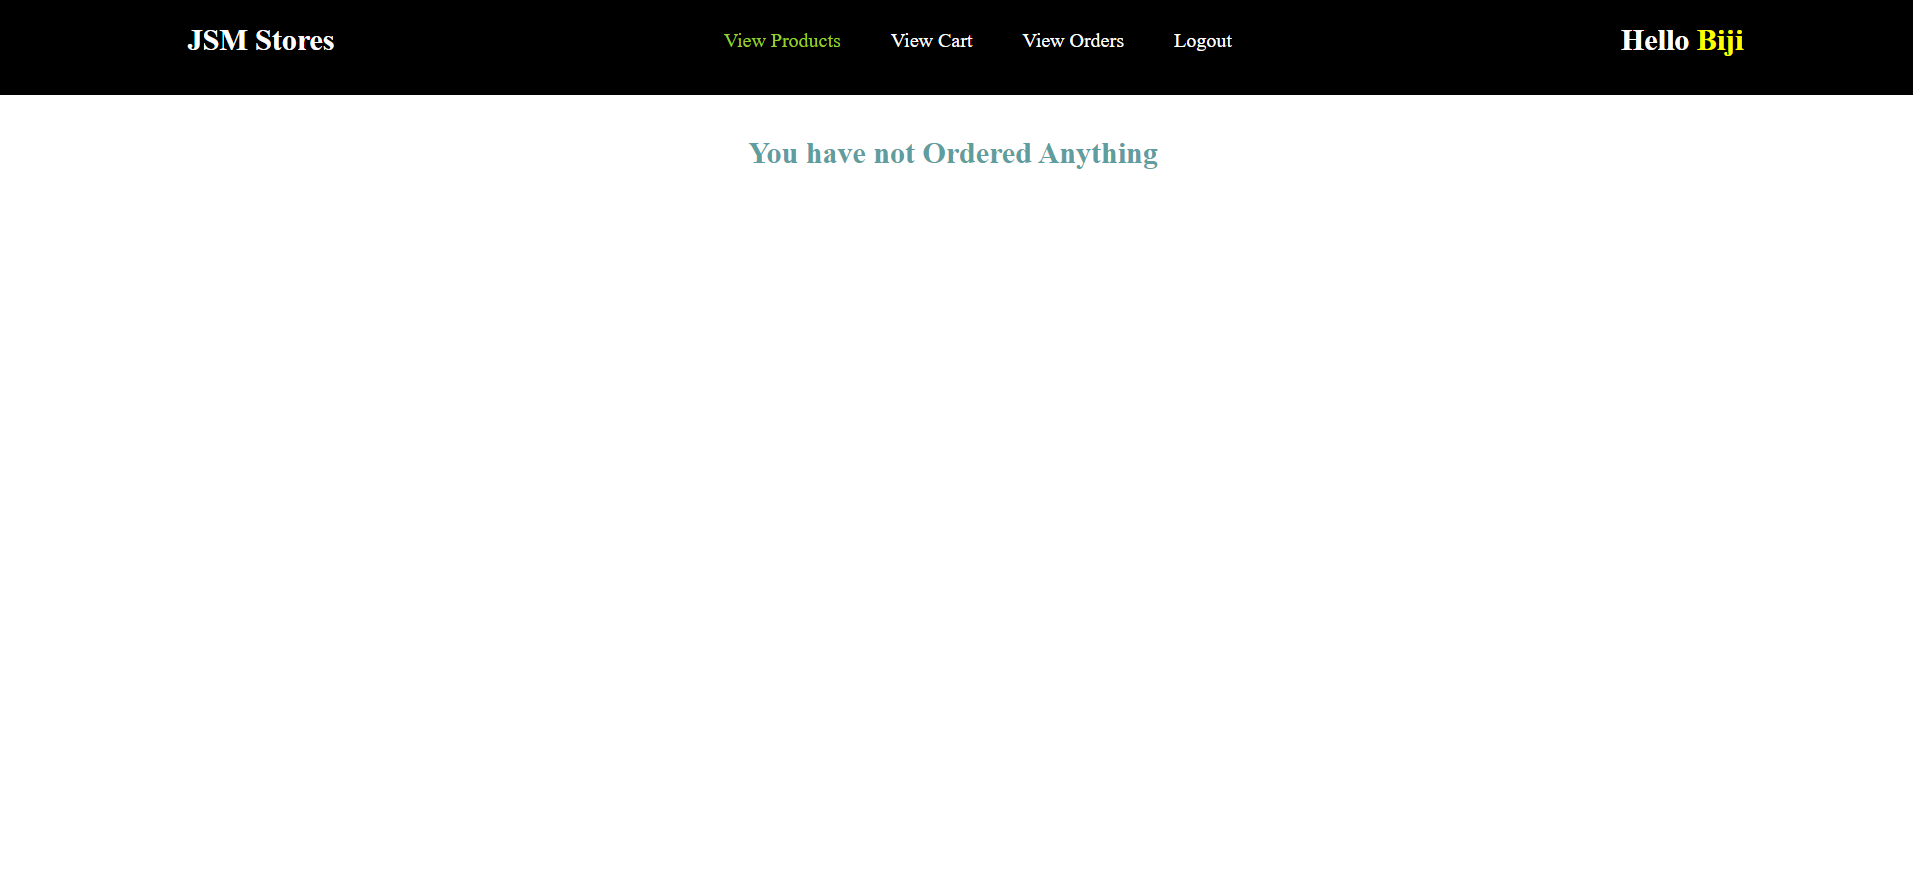 JSM Stores View Products View Cart View Orders Logout Hello Biji
You have not Ordered Anything